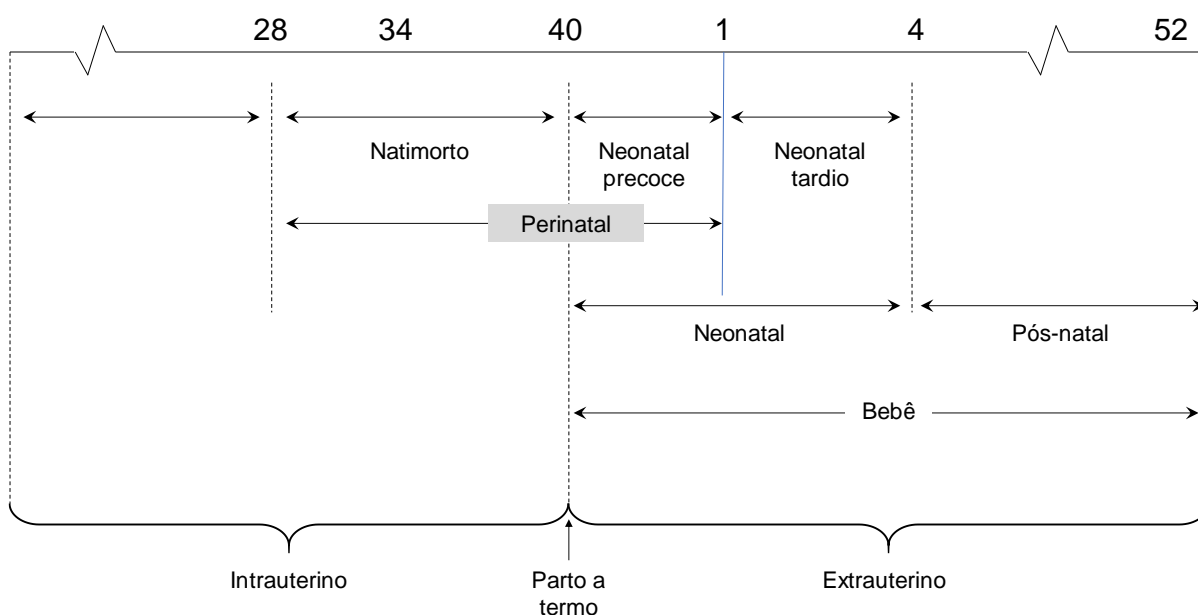 28 34 40 1 4 52
Natimorto
Neonatal
precoce
Neonatal
tardio
Perinatal
Neonatal
Pós-natal
Bebê
Intrauterino
Parto a
termo
Extrauterino